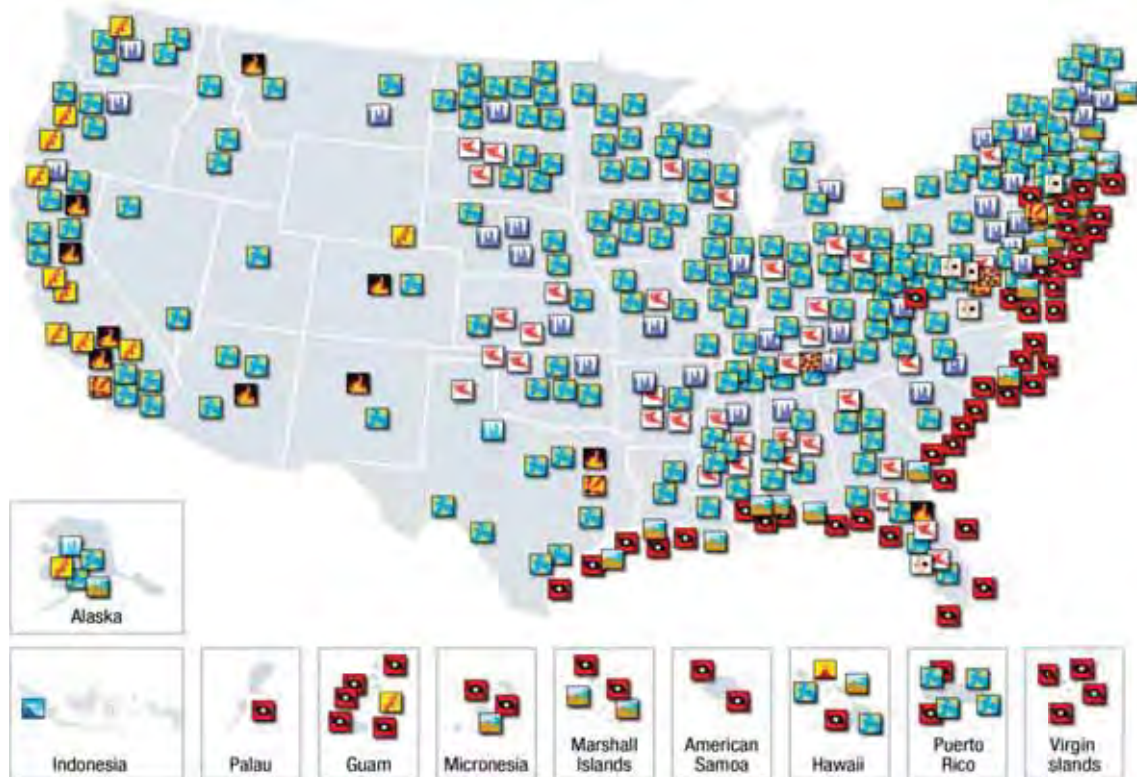 Alaska
Indonesia
Palau
Guam
Micronesia
Marshall
Islands
American
Samoa
Hawaii
Puerto
Rico
Virgin
slands